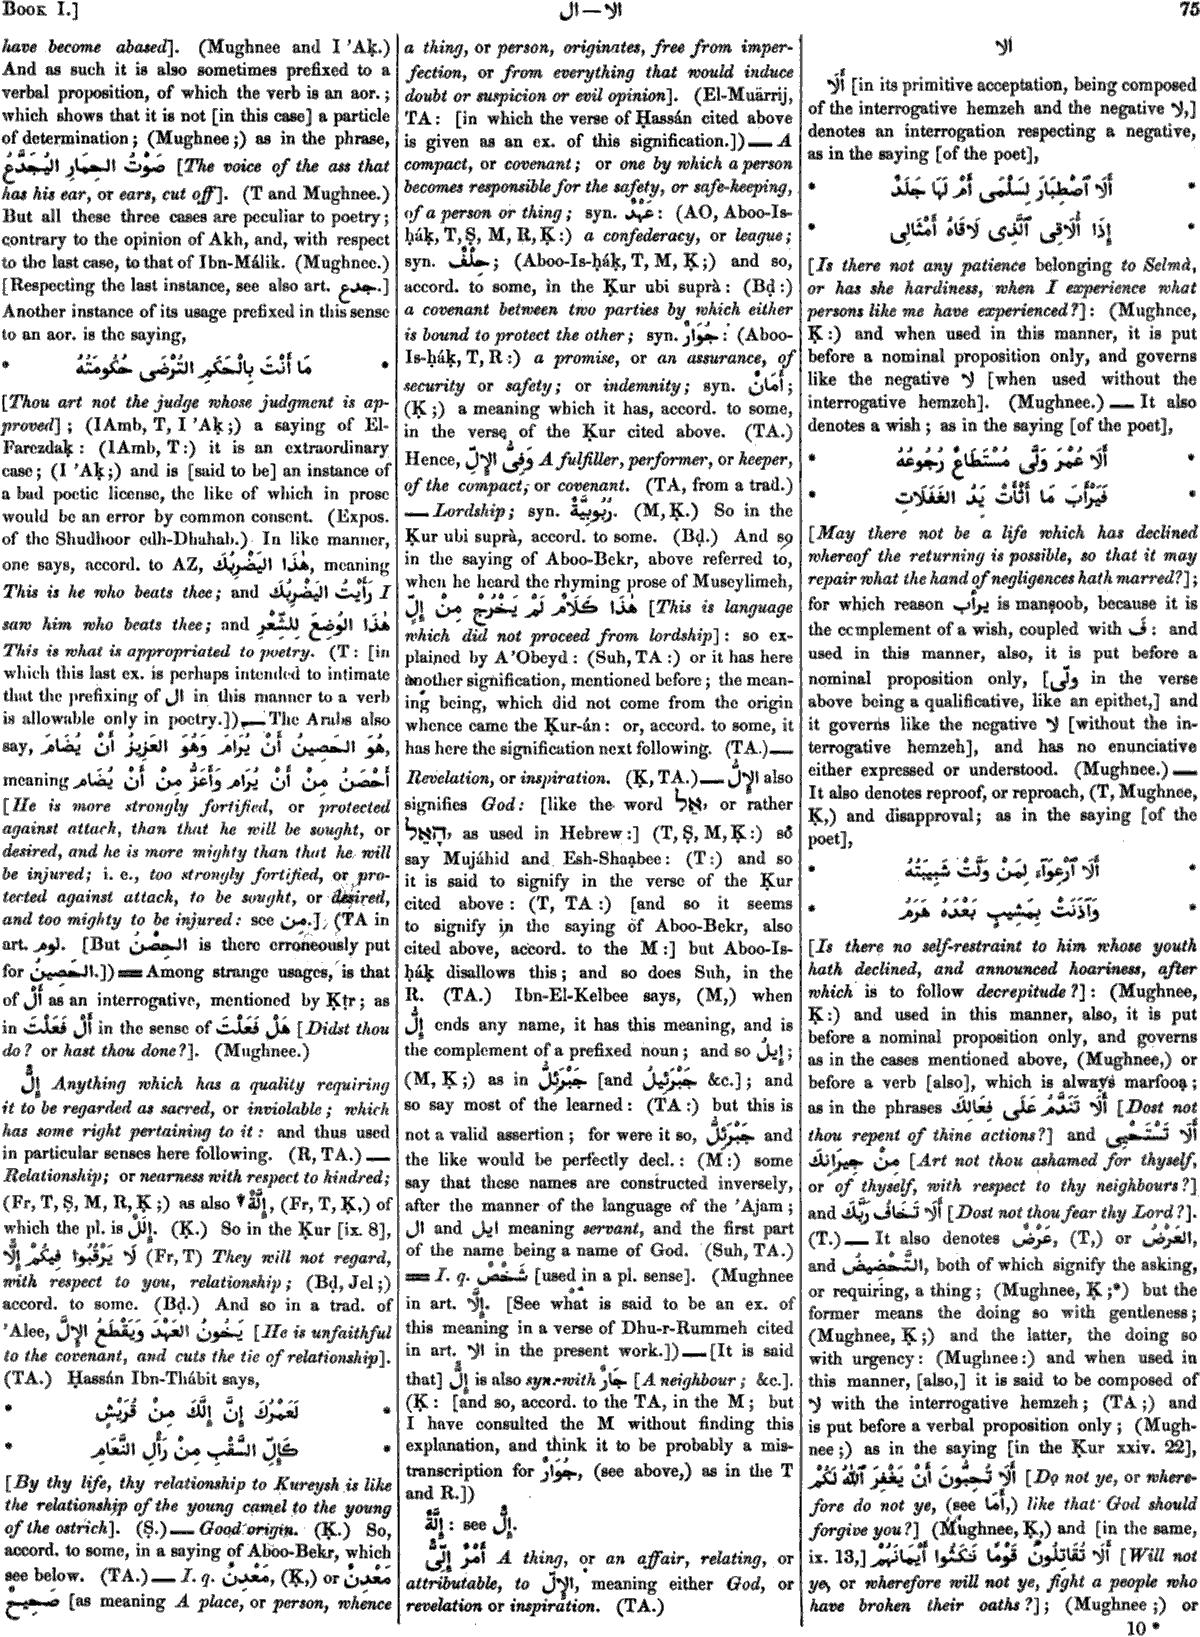 BOOK I.]
ال — الا
75
have become abased]. (Mughnee and I 'Aḳ.)
And as such it is also sometimes prefixed to a
verbal proposition, of which the verb is an aor.;
which shows that it is not [in this case] a particle
of determination; (Mughnee;) as in the phrase,
صَوْتُ الحِمَارِ اليُجَدَّعُ [The voice of the ass that
has his ear, or ears, cut off]. (T and Mughnee.)
But all these three cases are peculiar to poetry;
contrary to the opinion of Akh, and, with respect
to the last case, to that of Ibn-Málik. (Mughnee.)
[Respecting the last instance, see also art. جدع.]
Another instance of its usage prefixed in this sense
to an aor. is the saying,
* مَا أَنْتَ بِالْحَكَمِ التُّرْضَى حُكُومَتُهُ *
[Thou art not the judge whose judgment is ap-
proved]; (IAmb, T, I 'Aḳ;) a saying of El-
Farezdaḳ: (IAmb, T:) it is an extraordinary
case; (I 'Aḳ;) and is [said to be] an instance of
a bad poetic license, the like of which in prose
would be an error by common consent. (Expos.
of the Shudhoor edh-Dhahab.) In like manner,
one says, accord. to AZ, هٰذَا اليَضْرِبُكَ, meaning
This is he who beats thee; and رَأَيْتُ اليَضْرِبُكَ I
saw him who beats thee; and هٰذَا الوُضِعَ لِلشِّعْرِ
This is what is appropriated to poetry. (T: [in
which this last ex. is perhaps intended to intimate
that the prefixing of ال in this manner to a verb
is allowable only in poetry.]) — The Arabs also
say, هُوَ الحَصِينُ أَنْ يُرَامَ وَهُوَ العَزِيزُ أَنْ يُضَامَ,
meaning أَحْصَنُ مِنْ أَنْ يُرَامَ وَأَعَزُّ مِنْ أَنْ يُضَامَ
[He is more strongly fortified, or protected
against attack, than that he will be sought, or
desired, and he is more mighty than that he will
be injured; i. e., too strongly fortified, or pro-
tected against attack, to be sought, or desired,
and too mighty to be injured: see من.]. (TA in
art. لوم. [But الحِصْنُ is there erroneously put
for الحَصِينُ.]) = Among strange usages, is that
of أَلْ as an interrogative, mentioned by Ḳṭr; as
in أَلْ فَعَلْتَ in the sense of هَلْ فَعَلْتَ [Didst thou
do? or hast thou done?]. (Mughnee.)
إِلٌّ Anything which has a quality requiring
it to be regarded as sacred, or inviolable; which
has some right pertaining to it: and thus used
in particular senses here following. (R, TA.) —
Relationship; or nearness with respect to kindred;
(Fr, T, Ṣ, M, R, Ḳ;) as also إِلَّةٌ, (Fr, T, Ḳ,) of
which the pl. is إِلَلٌ. (Ḳ.) So in the Ḳur [ix. 8],
لَا يَرْقُبُوا فِيكُمْ إِلًّا (Fr, T) They will not regard,
with respect to you, relationship; (Bḍ, Jel;)
accord. to some. (Bḍ.) And so in a trad. of
'Alee, يَخُونُ العَهْدَ وَيَقْطَعُ الإِلَّ [He is unfaithful
to the covenant, and cuts the tie of relationship].
(TA.) Ḥassán Ibn-Thábit says,
* لَعَمْرُكَ إِنَّ إِلَّكَ مِنْ قُرَيْشٍ *
* كَإِلِّ السَّقْبِ مِنْ رَأْلِ النَّعَامِ *
[By thy life, thy relationship to Kureysh is like
the relationship of the young camel to the young
of the ostrich]. (Ṣ.) — Good origin. (Ḳ.) So,
accord. to some, in a saying of Aboo-Bekr, which
see below. (TA.) — I. q. مَعْدِنٌ, (Ḳ,) or مَعْدِنٌ
صَحِيحٌ [as meaning A place, or person, whence
a thing, or person, originates, free from imper-
fection, or from everything that would induce
doubt or suspicion or evil opinion]. (El-Muärrij,
TA: [in which the verse of Ḥassán cited above
is given as an ex. of this signification.]) — A
compact, or covenant; or one by which a person
becomes responsible for the safety, or safe-keeping,
of a person or thing; syn. عَهْدٌ: (AO, Aboo-Is-
ḥáḳ, T, Ṣ, M, R, Ḳ:) a confederacy, or league;
syn. حِلْفٌ; (Aboo-Is-ḥáḳ, T, M, Ḳ;) and so,
accord. to some, in the Ḳur ubi suprà: (Bḍ:)
a covenant between two parties by which either
is bound to protect the other; syn. جُوَارٌ: (Aboo-
Is-ḥáḳ, T, R:) a promise, or an assurance, of
security or safety; or indemnity; syn. أَمَانٌ;
(Ḳ;) a meaning which it has, accord. to some,
in the verse of the Ḳur cited above. (TA.)
Hence, وَفِىُّ الإِلِّ A fulfiller, performer, or keeper,
of the compact, or covenant. (TA, from a trad.)
— Lordship; syn. رُبُوبِيَّةٌ. (M, Ḳ.) So in the
Ḳur ubi suprà, accord. to some. (Bḍ.) And so
in the saying of Aboo-Bekr, above referred to,
when he heard the rhyming prose of Museylimeh,
هٰذَا كَلَامٌ لَمْ يَخْرُجْ مِنْ إِلٍّ [This is language
which did not proceed from lordship]: so ex-
plained by A'Obeyd: (Suh, TA:) or it has here
another signification, mentioned before; the mean-
ing being, which did not come from the origin
whence came the Ḳur-án: or, accord. to some, it
has here the signification next following. (TA.) —
Revelation, or inspiration. (Ḳ, TA.) — الإِلُّ also
signifies God: [like the word אֵל, or rather
הָאֵל, as used in Hebrew:] (T, Ṣ, M, Ḳ:) so
say Mujáhid and Esh-Shaạbee: (T:) and so
it is said to signify in the verse of the Ḳur
cited above: (T, TA:) [and so it seems
to signify in the saying of Aboo-Bekr, also
cited above, accord. to the M:] but Aboo-Is-
ḥáḳ disallows this; and so does Suh, in the
R. (TA.) Ibn-El-Kelbee says, (M,) when
إِلٌّ ends any name, it has this meaning, and is
the complement of a prefixed noun; and so إِيلٌ;
(M, Ḳ;) as in جَبْرَئِلُّ [and جَبْرَئِيلُ &c.]; and
so say most of the learned: (TA:) but this is
not a valid assertion; for were it so, جَبْرَئِلُّ and
the like would be perfectly decl.: (M:) some
say that these names are constructed inversely,
after the manner of the language of the 'Ajam;
ال and ايل meaning servant, and the first part
of the name being a name of God. (Suh, TA.)
= I. q. شَخْصٌ [used in a pl. sense]. (Mughnee
in art. إِلَّا. [See what is said to be an ex. of
this meaning in a verse of Dhu-r-Rummeh cited
in art. الا in the present work.]) — [It is said
that] إِلٌّ is also syn. with جَارٌ [A neighbour; &c.].
(Ḳ: [and so, accord. to the TA, in the M; but
I have consulted the M without finding this
explanation, and think it to be probably a mis-
transcription for جُوَارٌ, (see above,) as in the T
and R.])
إِلَّةٌ: see إِلٌّ.
أَمْرٌ إِلِّىٌّ A thing, or an affair, relating, or
attributable, to الإِلّ, meaning either God, or
revelation or inspiration. (TA.)
الا
أَلَا [in its primitive acceptation, being composed
of the interrogative hemzeh and the negative لا,]
denotes an interrogation respecting a negative,
as in the saying [of the poet],
* أَلَا ٱصْطِبَارَ لِسَلْمَى أَمْ لَهَا جَلَدٌ *
* إِذَا أُلَاقِى ٱلَّذِى لَاقَاهُ أَمْثَالِى *
[Is there not any patience belonging to Selmà,
or has she hardiness, when I experience what
persons like me have experienced?]: (Mughnee,
Ḳ:) and when used in this manner, it is put
before a nominal proposition only, and governs
like the negative لا [when used without the
interrogative hemzeh]. (Mughnee.) — It also
denotes a wish; as in the saying [of the poet],
* أَلَا عُمْرَ وَلَّى مُسْتَطَاعٌ رُجُوعُهُ *
* فَيَرْأَبَ مَا أَثْأَتْ يَدُ الغَفَلَاتِ *
[May there not be a life which has declined
whereof the returning is possible, so that it may
repair what the hand of negligences hath marred?];
for which reason يرأب is manṣoob, because it is
the complement of a wish, coupled with فَ: and
used in this manner, also, it is put before a
nominal proposition only, [ولّى in the verse
above being a qualificative, like an epithet,] and
it governs like the negative لا [without the in-
terrogative hemzeh], and has no enunciative
either expressed or understood. (Mughnee.) —
It also denotes reproof, or reproach, (T, Mughnee,
Ḳ,) and disapproval; as in the saying [of the
poet],
* أَلَا ٱرْعِوَآءَ لِمَنْ وَلَّتْ شَبِيبَتُهُ *
* وَآذَنَتْ بِمَشِيبٍ بَعْدَهُ هَرَمُ *
[Is there no self-restraint to him whose youth
hath declined, and announced hoariness, after
which is to follow decrepitude?]: (Mughnee,
Ḳ:) and used in this manner, also, it is put
before a nominal proposition only, and governs
as in the cases mentioned above, (Mughnee,) or
before a verb [also], which is always marfooạ;
as in the phrases أَلَا تَنَدَّمُ عَلَى فِعَالِكَ [Dost not
thou repent of thine actions?] and أَلَا تَسْتَحْيِى
مِنْ جِيرَانِكَ [Art not thou ashamed for thyself,
or of thyself, with respect to thy neighbours?]
and أَلَا تَخَافُ رَبَّكَ [Dost not thou fear thy Lord?].
(T.) — It also denotes عَرْضٌ, (T,) or العَرْضُ,
and التَّحْضِيضُ, both of which signify the asking,
or requiring, a thing; (Mughnee, Ḳ;*) but the
former means the doing so with gentleness;
(Mughnee, Ḳ;) and the latter, the doing so
with urgency: (Mughnee:) and when used in
this manner, [also,] it is said to be composed of
لا with the interrogative hemzeh; (TA;) and
is put before a verbal proposition only; (Mugh-
nee;) as in the saying [in the Ḳur xxiv. 22],
أَلَا تُحِبُّونَ أَنْ يَغْفِرَ ٱللّٰهُ لَكُمْ [Do not ye, or where-
fore do not ye, (see أَمَا,) like that God should
forgive you?] (Mughnee, Ḳ,) and [in the same,
ix. 13,] أَلَا تُقَاتِلُونَ قَوْمًا نَكَثُوا أَيْمَانَهُمْ [Will not
ye, or wherefore will not ye, fight a people who
have broken their oaths?]; (Mughnee;) or
10 *